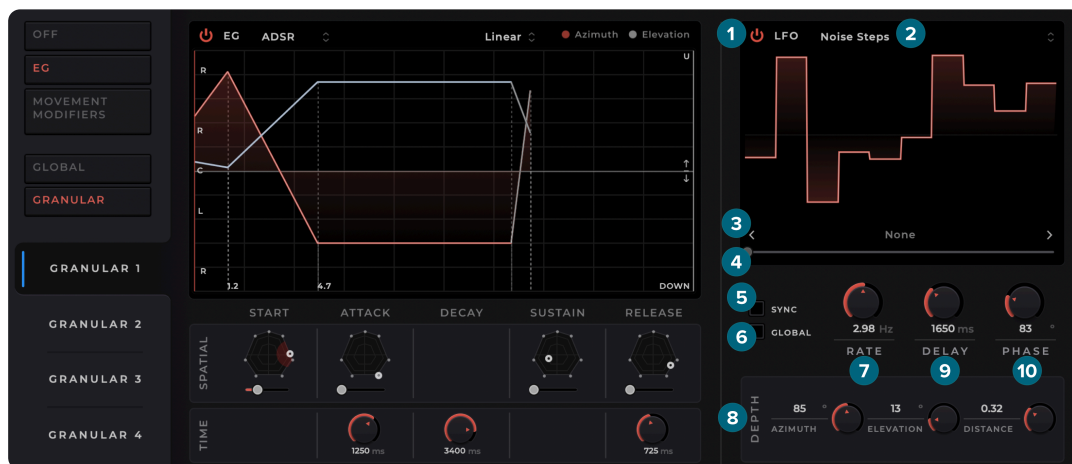 OFF
EG
MOVEMENT
MODIFIERS
GLOBAL
GRANULAR
GRANULAR 1
GRANULAR 2
GRANULAR 3
GRANULAR 4
EG ADSR Linear Azimuth Elevation
U
R
R
C
L
R
1.2 4.7 DOWN
START ATTACK DECAY SUSTAIN RELEASE
SPATIAL
TIME
1250 ms 3400 ms 725 ms
1 LFO Noise Steps 2
3 None
4
5 SYNC
6 GLOBAL
2.98 Hz 1650 ms 83 °
RATE DELAY PHASE
7 9 10
8 DEPTH
85 ° 13 ° 0.32
AZIMUTH ELEVATION DISTANCE